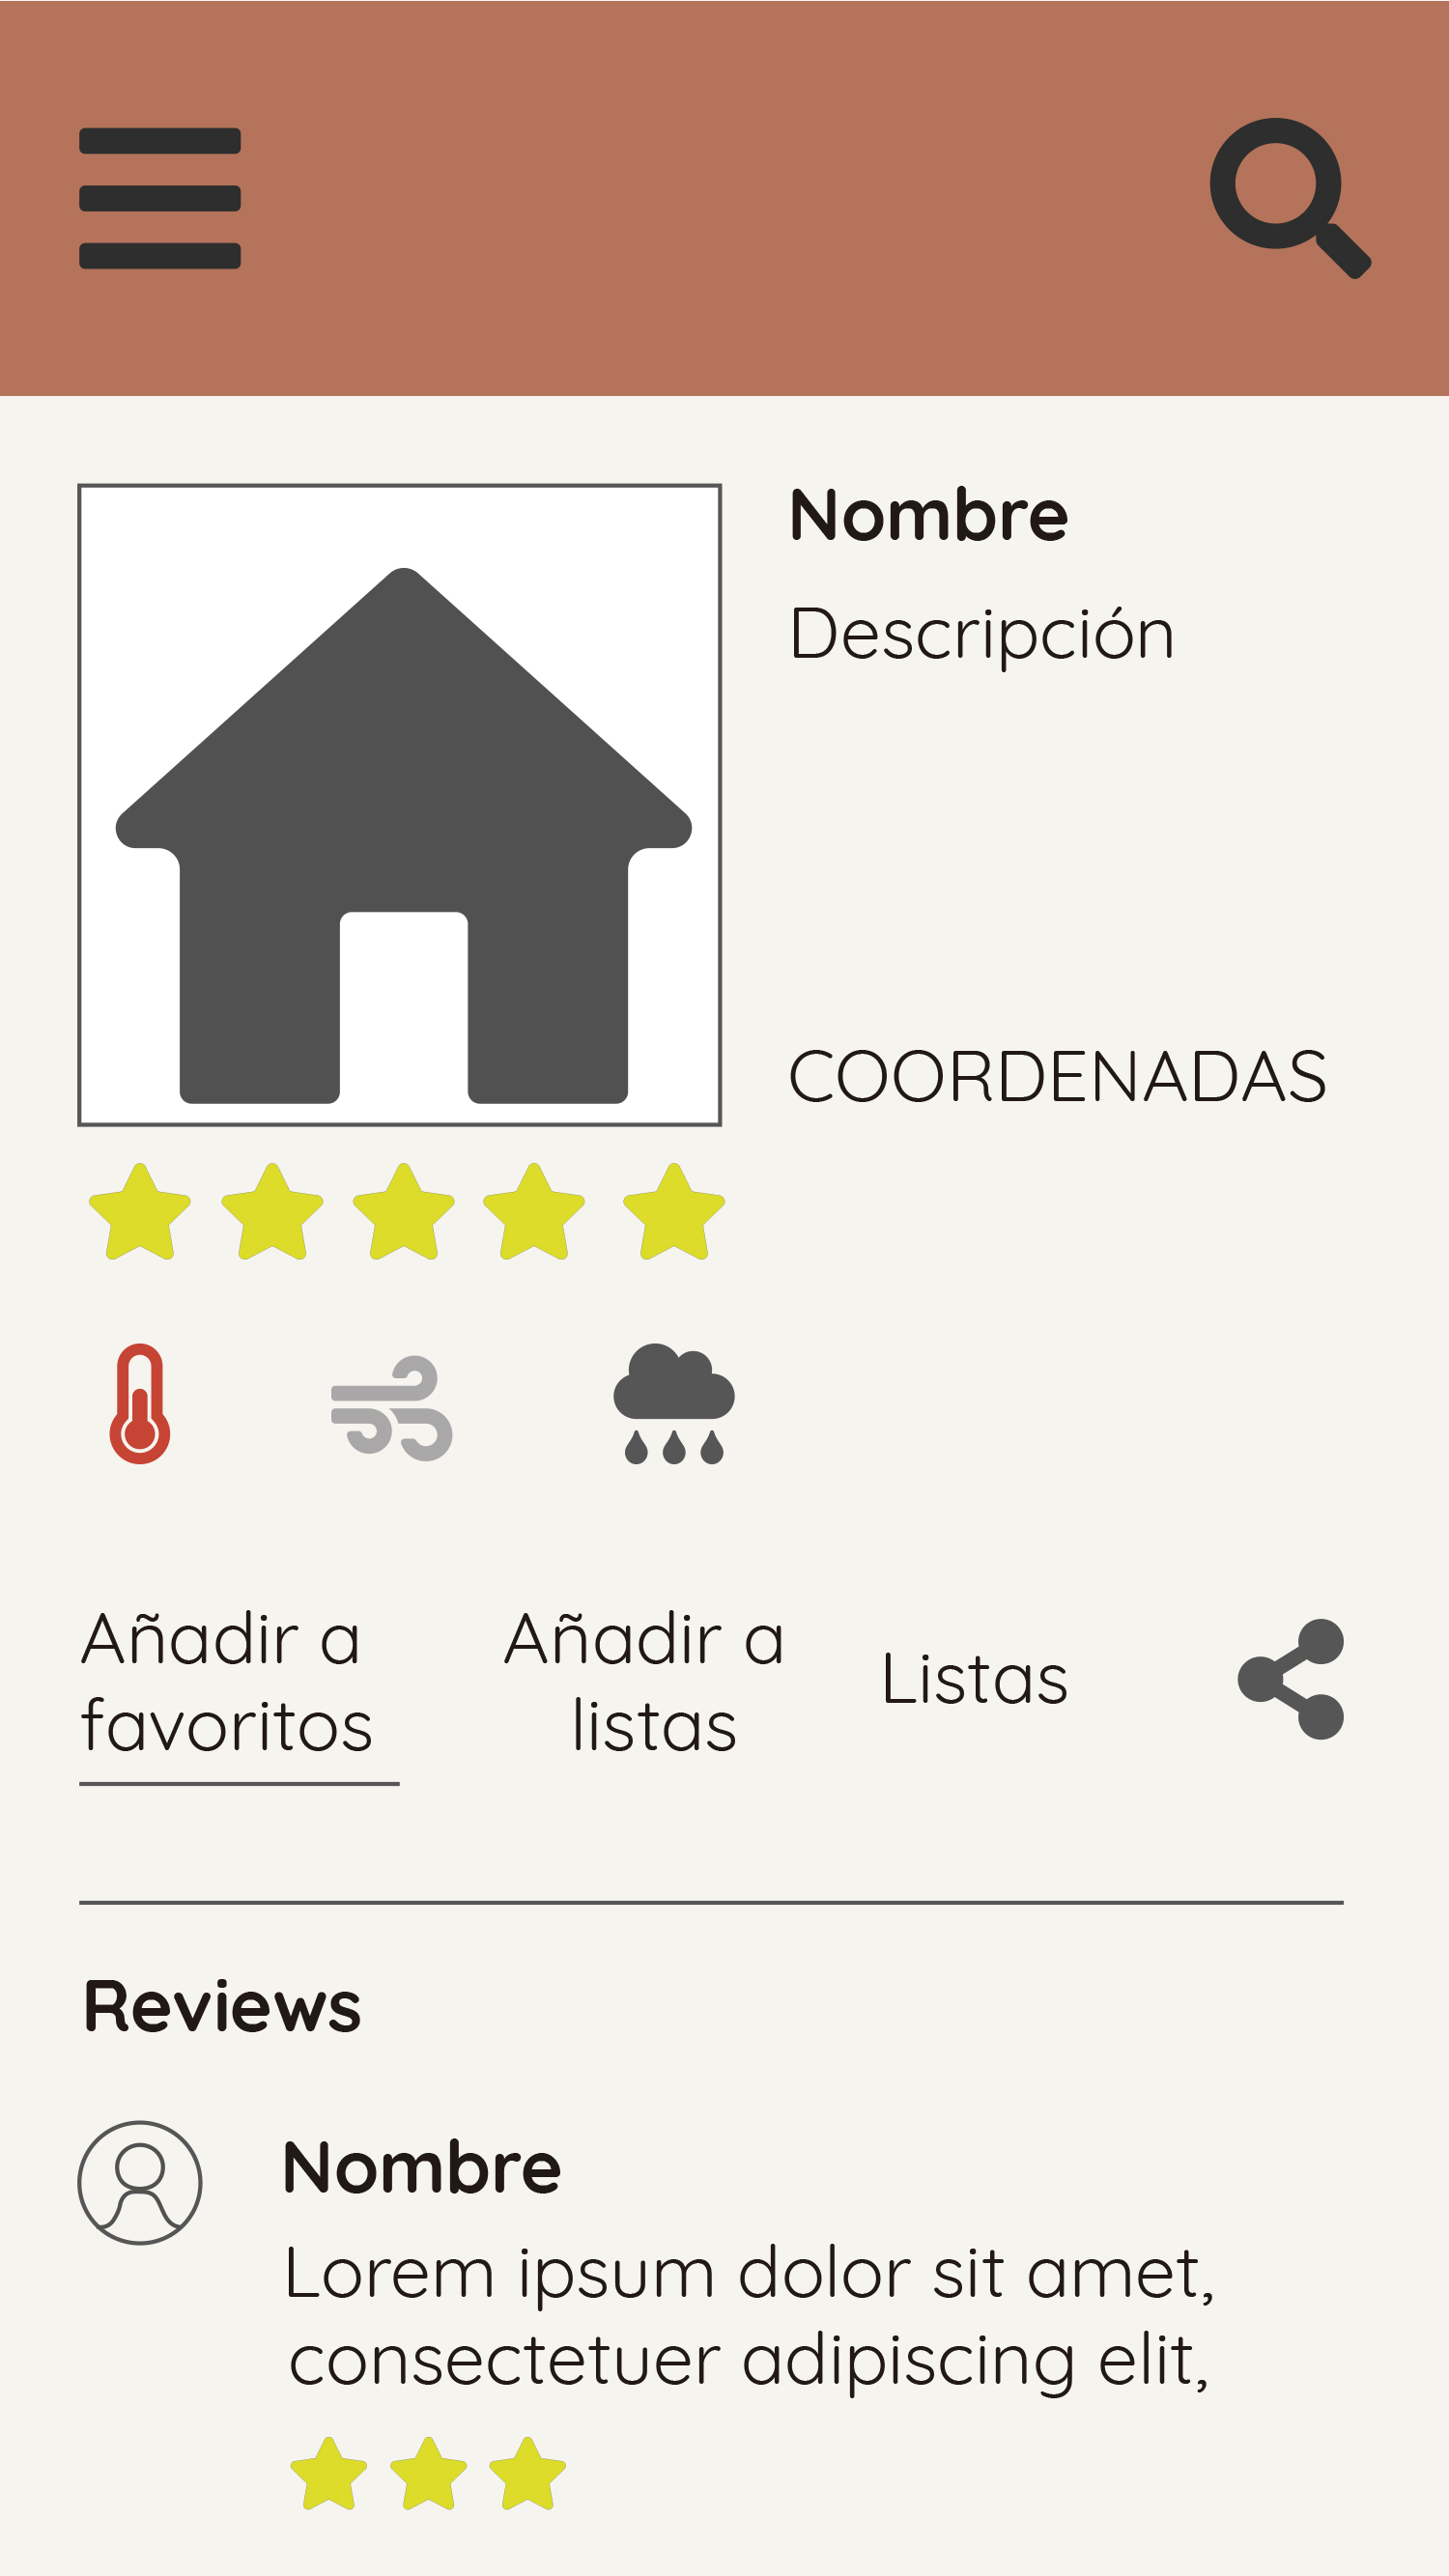 Nombre
Descripción
COORDENADAS
Añadir a
favoritos
Añadir a
listas
Listas
Reviews
Nombre
Lorem ipsum dolor sit amet,
consectetuer adipiscing elit,